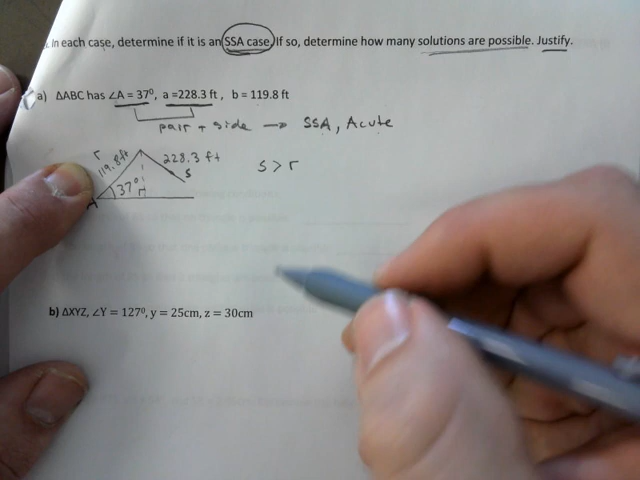 In each case, determine if it is an SSA case. If so, determine how many solutions are possible. Justify.
a) ΔABC has ∠A = 37⁰, a =228.3 ft , b = 119.8 ft
pair + side → SSA, Acute
r 119.8ft 228.3 ft s s > r
A 37° H
b) ΔXYZ, ∠Y = 127⁰, y = 25cm, z = 30cm